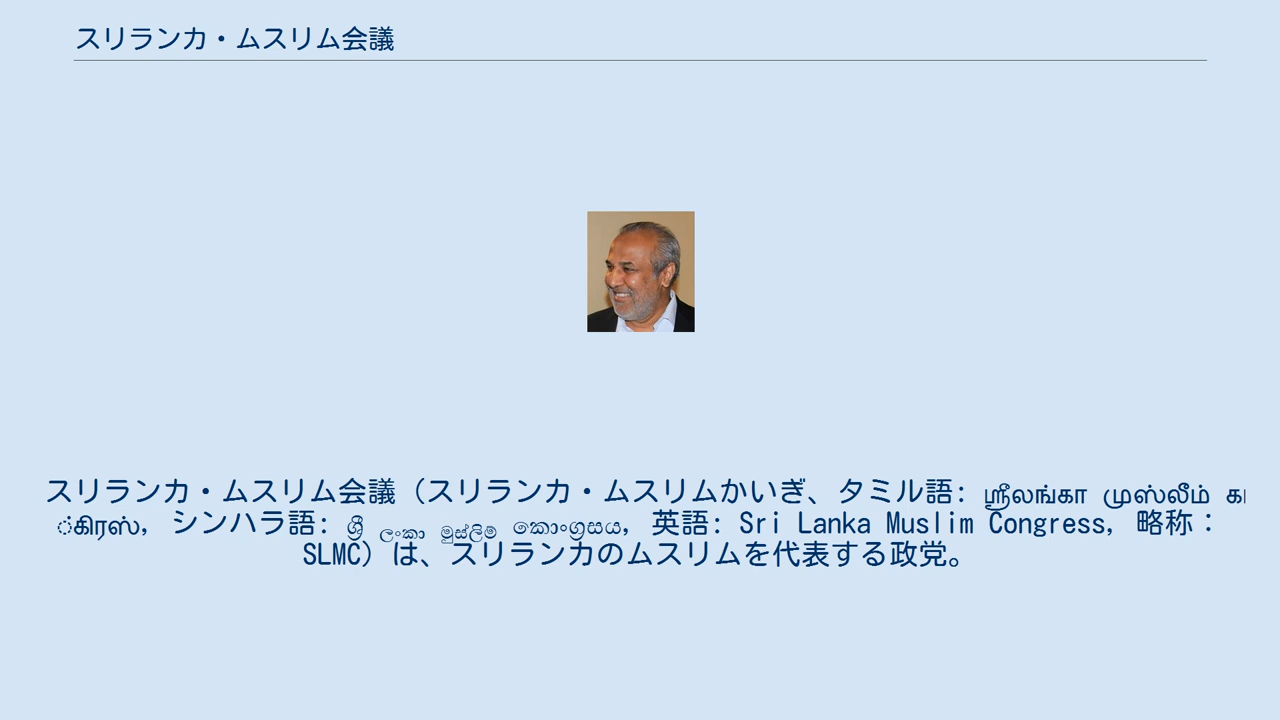 スリランカ・ムスリム会議
スリランカ・ムスリム会議（スリランカ・ムスリムかいぎ、タミル語: ஸ்ரீலங்கா முஸ்லீம்
்கிரஸ், シンハラ語: ශ්‍රී ලංකා මුස්ලිම් කොංග්‍රසය, 英語: Sri Lanka Muslim Congress, 略称：
SLMC）は、スリランカのムスリムを代表する政党。